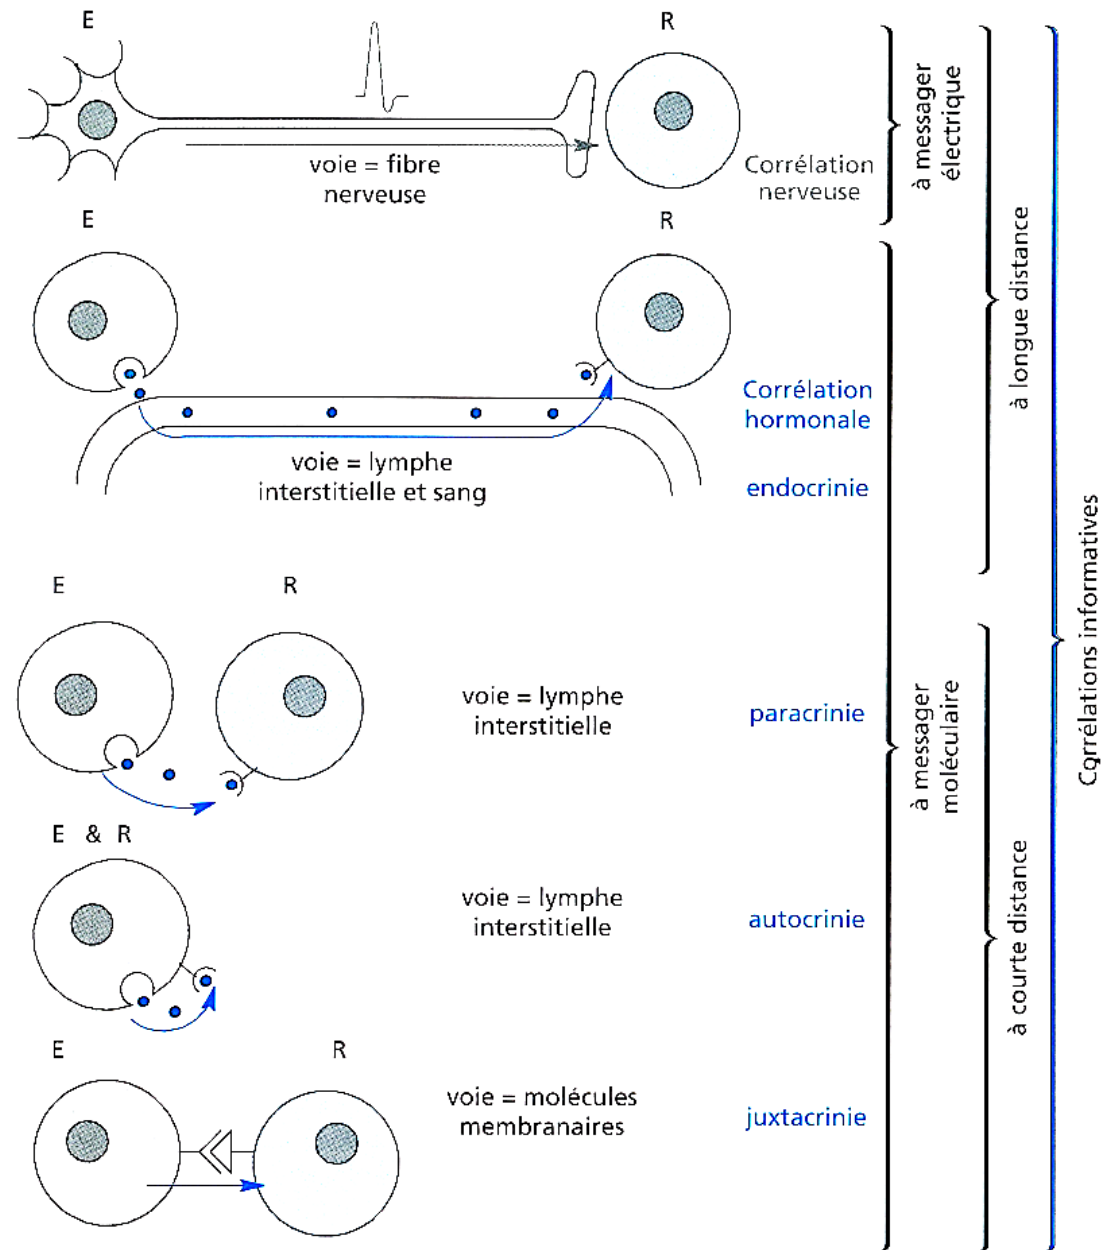 E
R
voie = fibre
nerveuse
Corrélation
nerveuse
à messager
électrique
E
R
voie = lymphe
interstitielle et sang
Corrélation
hormonale
endocrinie
à longue distance
E
R
voie = lymphe
interstitielle
paracrinie
E & R
voie = lymphe
interstitielle
autocrinie
E
R
voie = molécules
membranaires
juxtacrinie
à messager
moléculaire
à courte distance
Corrélations informatives